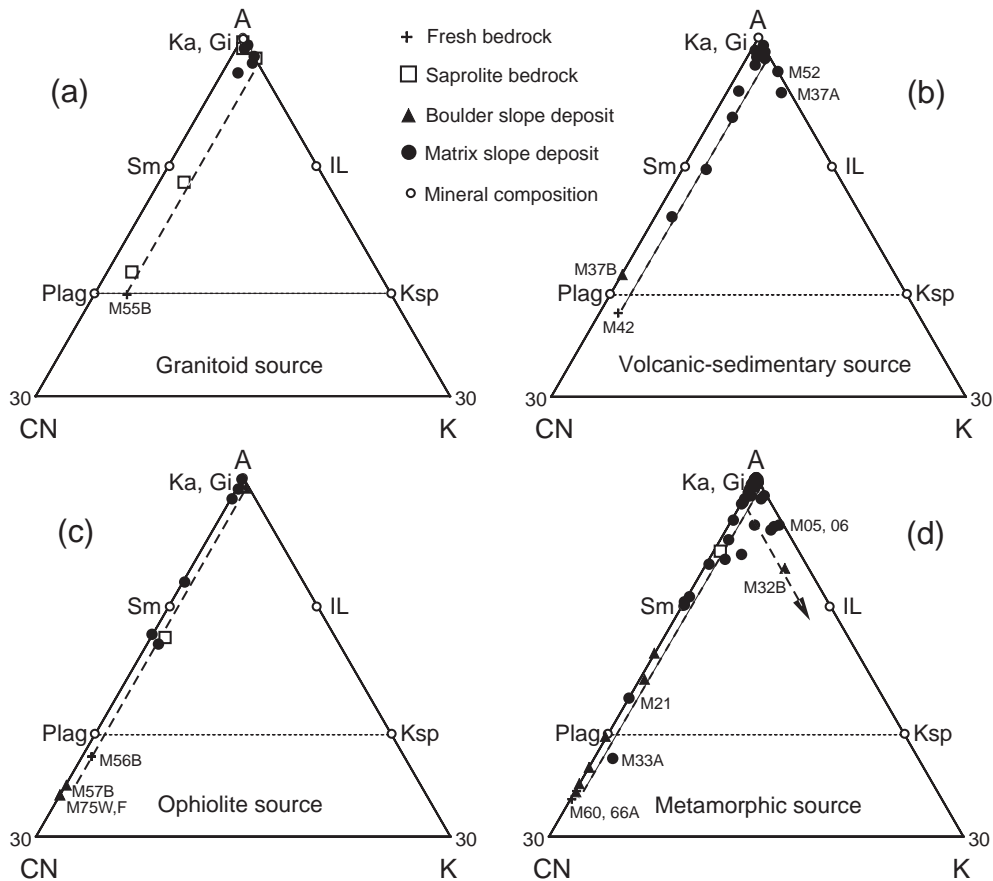 A
Ka, Gi
(a)
Sm
IL
Plag
Ksp
M55B
Granitoid source
30
30
CN
K
Fresh bedrock
Saprolite bedrock
Boulder slope deposit
Matrix slope deposit
Mineral composition
A
Ka, Gi
M52
M37A
(b)
Sm
IL
M37B
Plag
Ksp
M42
Volcanic-sedimentary source
30
30
CN
K
A
Ka, Gi
(c)
Sm
IL
Plag
Ksp
M56B
M57B
M75W,F
Ophiolite source
30
30
CN
K
A
Ka, Gi
M05, 06
(d)
M32B
Sm
IL
M21
Plag
Ksp
M33A
M60, 66A
Metamorphic source
30
30
CN
K